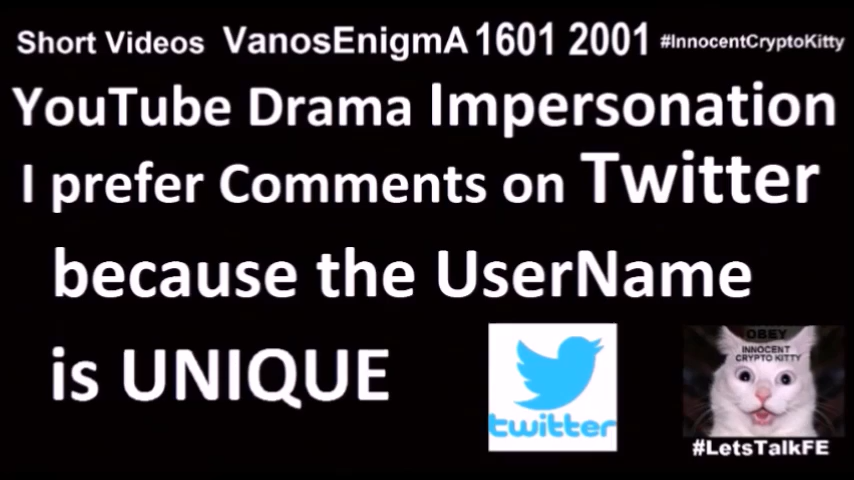 Short Videos VanosEnigmA 1601 2001 #InnocentCryptoKitty
YouTube Drama Impersonation
I prefer Comments on Twitter
because the UserName
is UNIQUE
twitter
OBEY
INNOCENT
CRYPTO KITTY
#LetsTalkFE